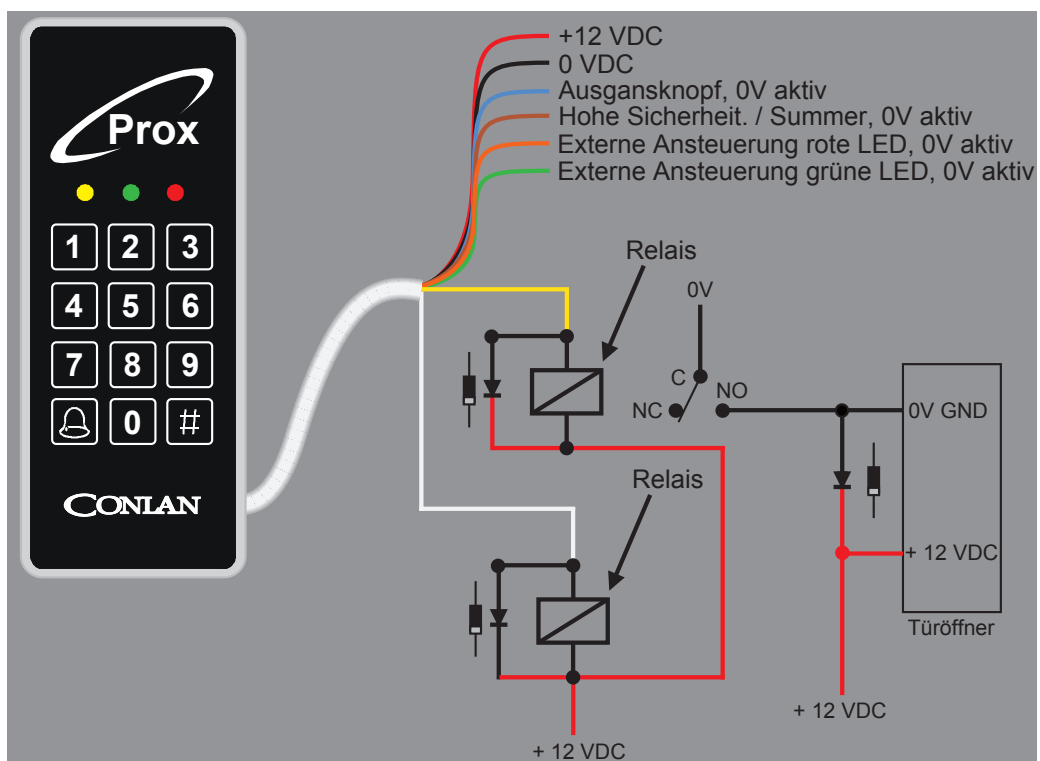 Prox
1 2 3
4 5 6
7 8 9
0 #
CONLAN
+12 VDC
0 VDC
Ausgansknopf, 0V aktiv
Hohe Sicherheit. / Summer, 0V aktiv
Externe Ansteuerung rote LED, 0V aktiv
Externe Ansteuerung grüne LED, 0V aktiv
Relais
0V
C
NC
NO
0V GND
Relais
+ 12 VDC
Türöffner
+ 12 VDC
+ 12 VDC